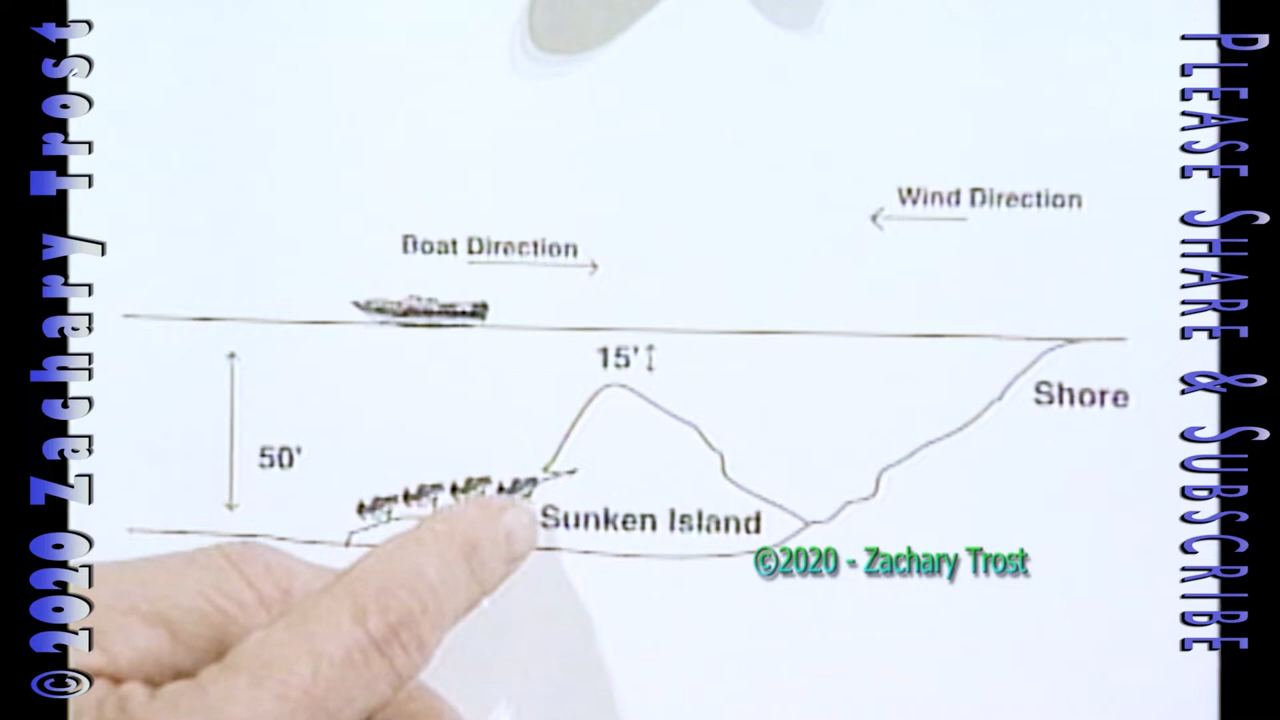 © 2020 Zachary Trost
Wind Direction
Boat Direction
15'
Shore
50'
Sunken Island
©2020 - Zachary Trost
Please Share & Subscribe